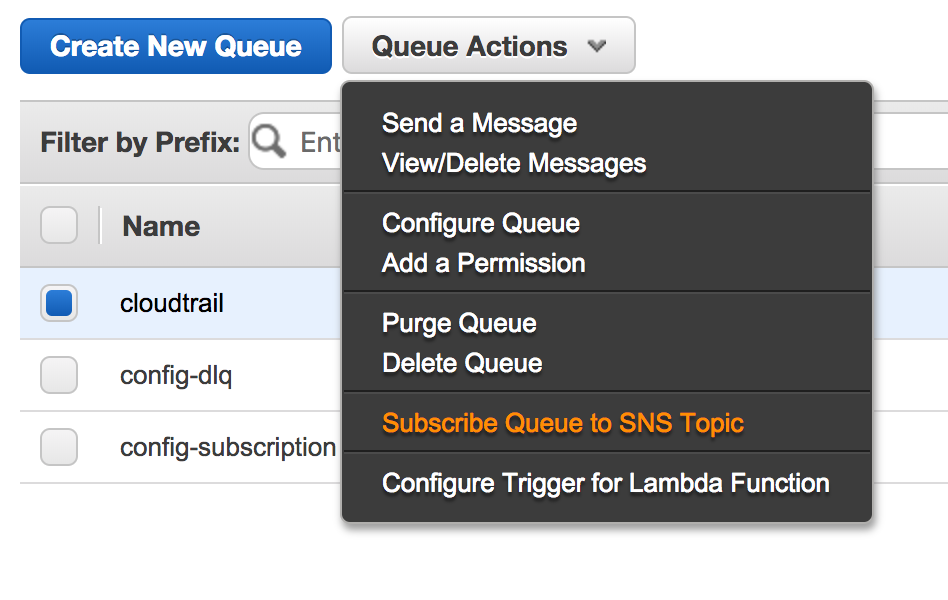 Create New Queue
Queue Actions
Filter by Prefix:
Ent
Send a Message
View/Delete Messages
Configure Queue
Add a Permission
Purge Queue
Delete Queue
Subscribe Queue to SNS Topic
Configure Trigger for Lambda Function
Name
cloudtrail
config-dlq
config-subscription